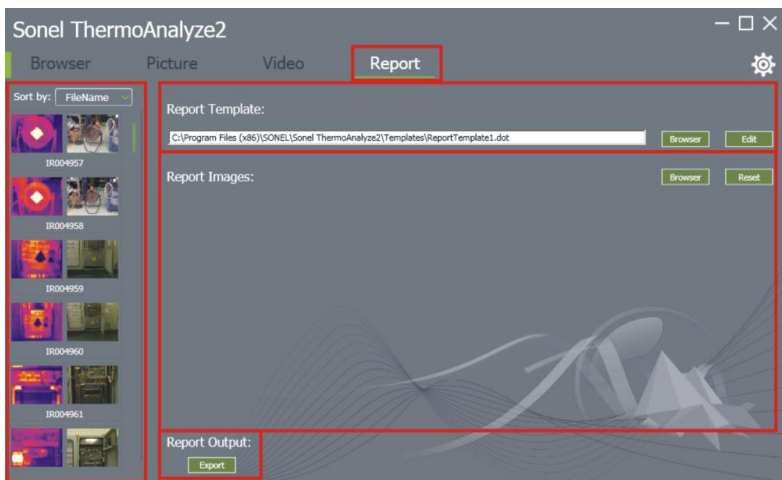 Sonel ThermoAnalyze2
Browser Picture Video Report
Sort by: FileName
IR004957
IR004958
IR004959
IR004960
IR004961
Report Template:
C:\Program Files (x86)\SONEL\Sonel ThermoAnalyze2\Templates\ReportTemplate1.dot Browser Edit
Report Images: Browser Reset
Report Output:
Export